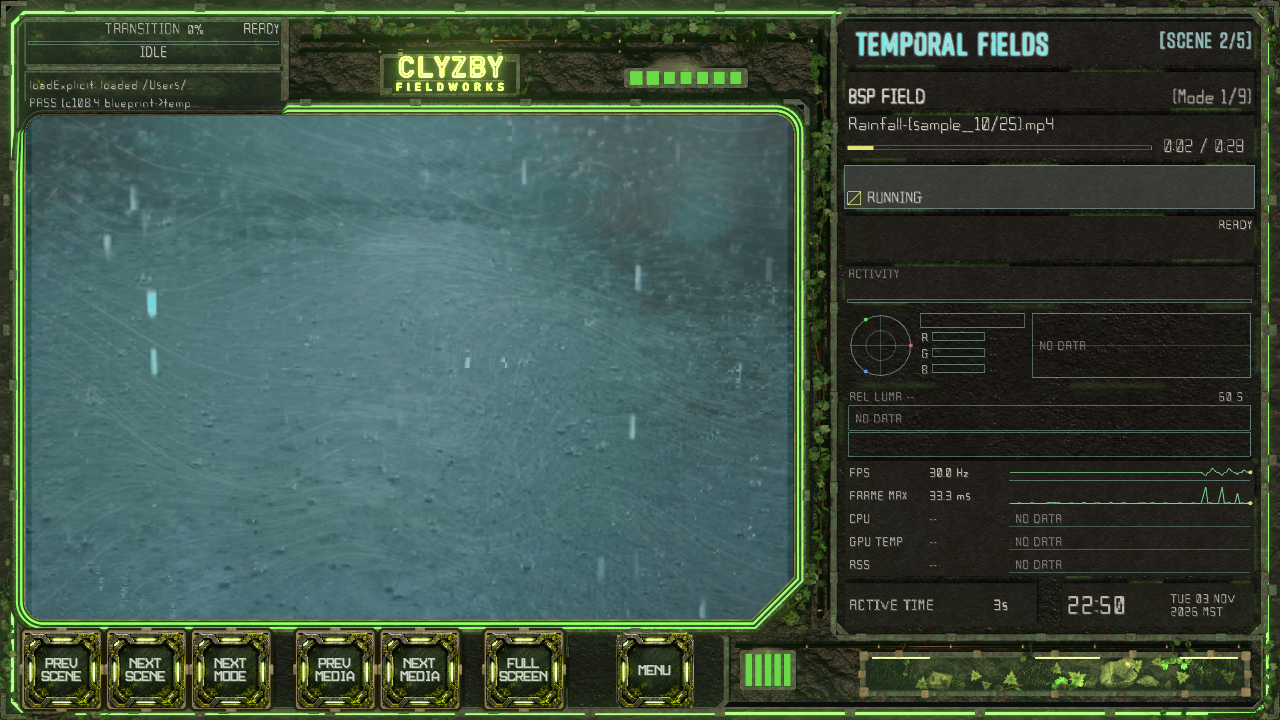 TRANSITION 0% READY
IDLE
loadExplicit loaded /Users/
PASS (c1084 blueprint->temp
CLYZBY
FIELDWORKS
TEMPORAL FIELDS [SCENE 2/5]
BSP FIELD (Mode 1/9)
Rainfall-(sample__10/25).mp4
0:02 / 0:28
RUNNING
READY
ACTIVITY
R --
G --
B --
NO DATA
REL LUMA -- 60 S
NO DATA
FPS 30.0 Hz
FRAME MAX 33.3 mS
CPU -- NO DATA
GPU TEMP -- NO DATA
RSS -- NO DATA
ACTIVE TIME 3s
22:50
TUE 03 NOV
2026 MST
PREV
SCENE
NEXT
SCENE
NEXT
MODE
PREV
MEDIA
NEXT
MEDIA
FULL
SCREEN
MENU